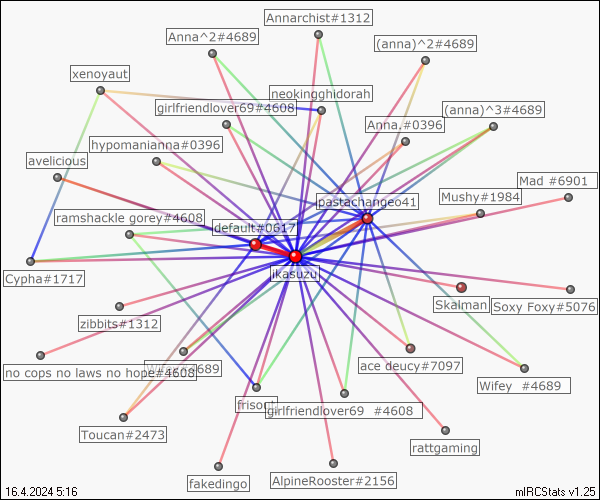 Annarchist#1312
Anna^2#4689
(anna)^2#4689
xenoyaut
neokingghidorah
girlfriendlover69#4608
(anna)^3#4689
Anna.#0396
hypomanianna#0396
avelicious
Mad #6901
pastachangeo41
Mushy#1984
ramshackle gorey#4608
default#0617
jikasuzu
Cypha#1717
Skalman
Soxy Foxy#5076
zibbits#1312
ace deucy#7097
no cops no laws no hope#4608
Wifey #4689
frisort
girlfriendlover69 #4608
Toucan#2473
rattgaming
fakedingo
AlpineRooster#2156
16.4.2024 5:16
mIRCStats v1.25